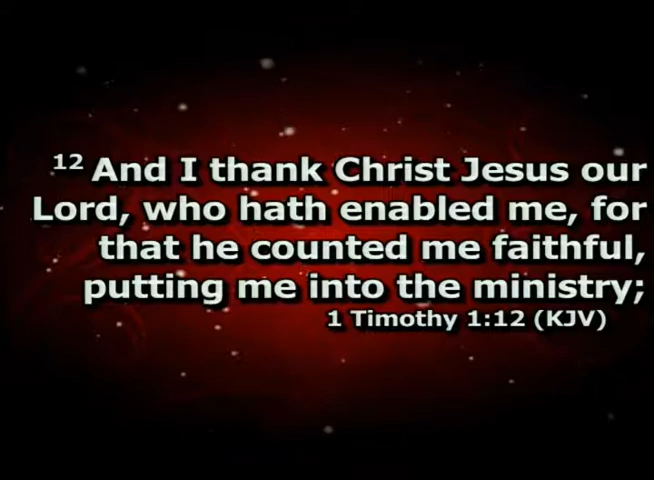 12 And I thank Christ Jesus our
Lord, who hath enabled me, for
that he counted me faithful,
putting me into the ministry;
1 Timothy 1:12 (KJV)